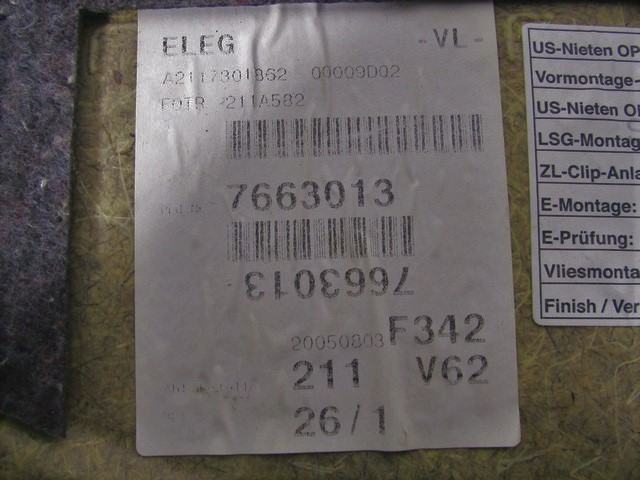 ELEG -VL-
A2117301862 00009D02
211A582
7663013
7663013
20050803 F342
211 V62
26/1
US-Nieten OP
Vormontage-
US-Nieten OP
LSG-Montag
ZL-Clip-Anla
E-Montage:
E-Prüfung:
Vliesmonta
Finish / Ver